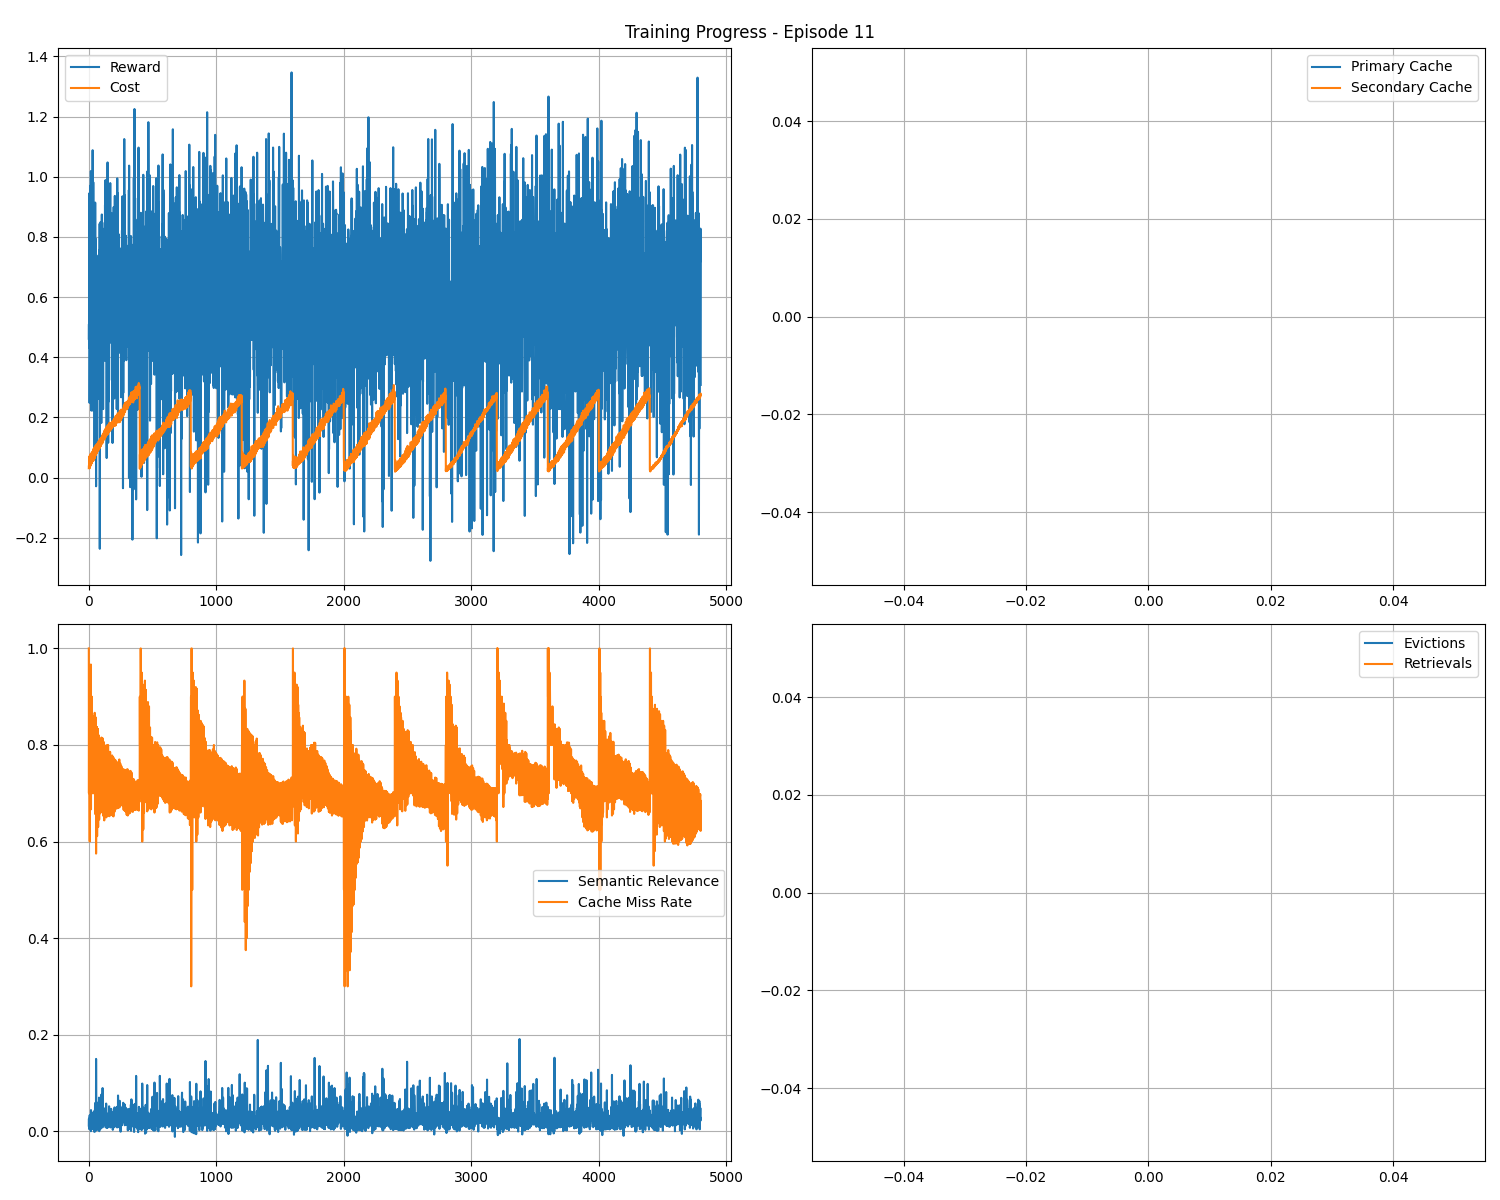 Training Progress - Episode 11
1.4
1.2
1.0
0.8
0.6
0.4
0.2
0.0
−0.2
0 1000 2000 3000 4000 5000
Reward
Cost
0.04
0.02
0.00
−0.02
−0.04
−0.04 −0.02 0.00 0.02 0.04
Primary Cache
Secondary Cache
1.0
0.8
0.6
0.4
0.2
0.0
0 1000 2000 3000 4000 5000
Semantic Relevance
Cache Miss Rate
0.04
0.02
0.00
−0.02
−0.04
−0.04 −0.02 0.00 0.02 0.04
Evictions
Retrievals